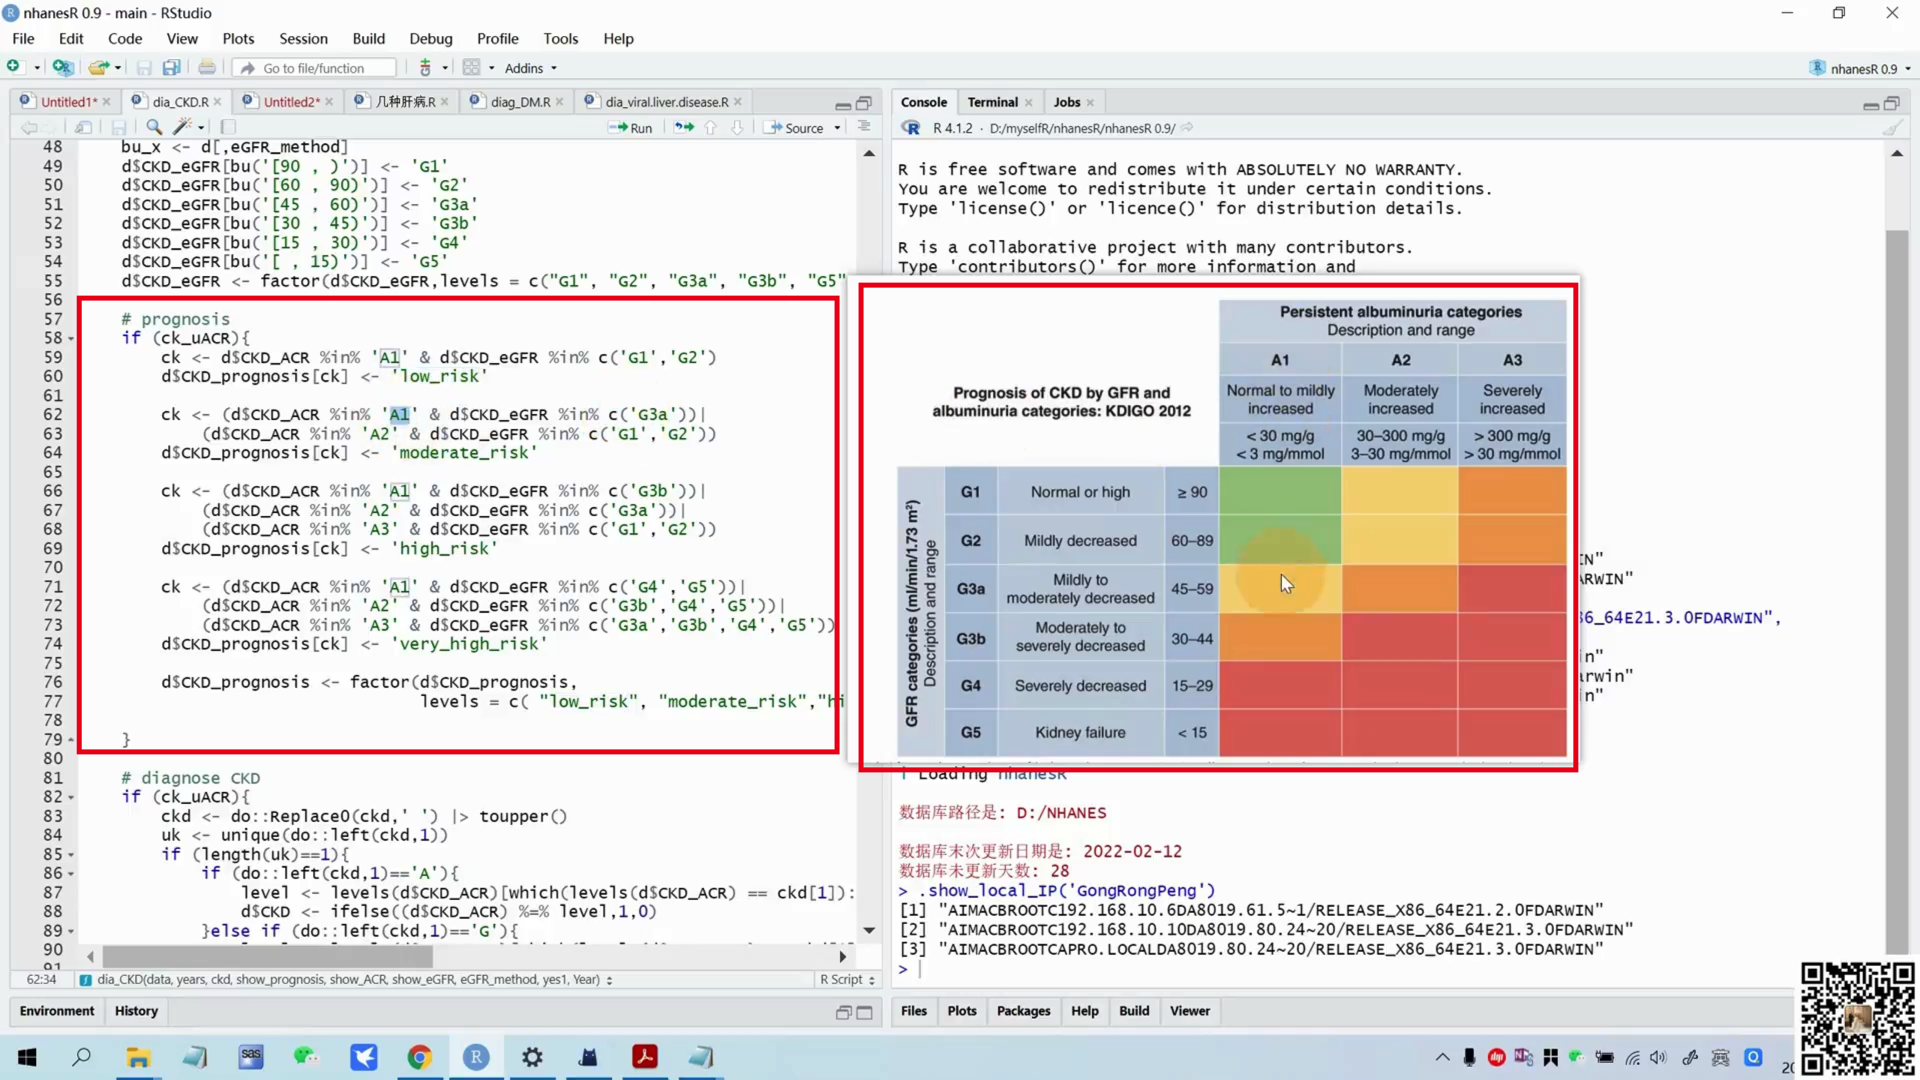 nhanesR 0.9 - main - RStudio
File Edit Code View Plots Session Build Debug Profile Tools Help
Go to file/function Addins nhanesR 0.9
Untitled1* dia_CKD.R Untitled2* 几种肝病.R diag_DM.R dia_viral.liver.disease.R
Run Source
48 bu_x <- d[,eGFR_method]
49 d$CKD_eGFR[bu('[90 , )')] <- 'G1'
50 d$CKD_eGFR[bu('[60 , 90)')] <- 'G2'
51 d$CKD_eGFR[bu('[45 , 60)')] <- 'G3a'
52 d$CKD_eGFR[bu('[30 , 45)')] <- 'G3b'
53 d$CKD_eGFR[bu('[15 , 30)')] <- 'G4'
54 d$CKD_eGFR[bu('[ , 15)')] <- 'G5'
55 d$CKD_eGFR <- factor(d$CKD_eGFR,levels = c("G1", "G2", "G3a", "G3b", "G5"
56
57 # prognosis
58 if (ck_uACR){
59 ck <- d$CKD_ACR %in% 'A1' & d$CKD_eGFR %in% c('G1','G2')
60 d$CKD_prognosis[ck] <- 'low_risk'
61
62 ck <- (d$CKD_ACR %in% 'A1' & d$CKD_eGFR %in% c('G3a'))|
63 (d$CKD_ACR %in% 'A2' & d$CKD_eGFR %in% c('G1','G2'))
64 d$CKD_prognosis[ck] <- 'moderate_risk'
65
66 ck <- (d$CKD_ACR %in% 'A1' & d$CKD_eGFR %in% c('G3b'))|
67 (d$CKD_ACR %in% 'A2' & d$CKD_eGFR %in% c('G3a'))|
68 (d$CKD_ACR %in% 'A3' & d$CKD_eGFR %in% c('G1','G2'))
69 d$CKD_prognosis[ck] <- 'high_risk'
70
71 ck <- (d$CKD_ACR %in% 'A1' & d$CKD_eGFR %in% c('G4','G5'))|
72 (d$CKD_ACR %in% 'A2' & d$CKD_eGFR %in% c('G3b','G4','G5'))|
73 (d$CKD_ACR %in% 'A3' & d$CKD_eGFR %in% c('G3a','G3b','G4','G5'))
74 d$CKD_prognosis[ck] <- 'very_high_risk'
75
76 d$CKD_prognosis <- factor(d$CKD_prognosis,
77 levels = c( "low_risk", "moderate_risk","hi
78
79 }
80
81 # diagnose CKD
82 if (ck_uACR){
83 ckd <- do::Replace0(ckd,' ') |> toupper()
84 uk <- unique(do::left(ckd,1))
85 if (length(uk)==1){
86 if (do::left(ckd,1)=='A'){
87 level <- levels(d$CKD_ACR)[which(levels(d$CKD_ACR) == ckd[1]):
88 d$CKD <- ifelse((d$CKD_ACR) %=% level,1,0)
89 }else if (do::left(ckd,1)=='G'){
90
62:34 dia_CKD(data, years, ckd, show_prognosis, show_ACR, show_eGFR, eGFR_method, yes1, Year) R Script
Environment History
Console Terminal Jobs
R 4.1.2 · D:/myselfR/nhanesR/nhanesR 0.9/
R is free software and comes with ABSOLUTELY NO WARRANTY.
You are welcome to redistribute it under certain conditions.
Type 'license()' or 'licence()' for distribution details.
R is a collaborative project with many contributors.
Type 'contributors()' for more information and
Persistent albuminuria categories
Description and range
A1 A2 A3
Prognosis of CKD by GFR and
albuminuria categories: KDIGO 2012
Normal to mildly increased
Moderately increased
Severely increased
< 30 mg/g
< 3 mg/mmol
30–300 mg/g
3–30 mg/mmol
> 300 mg/g
> 30 mg/mmol
GFR categories (ml/min/1.73 m²)
Description and range
G1 Normal or high ≥ 90
G2 Mildly decreased 60–89
G3a Mildly to moderately decreased 45–59
G3b Moderately to severely decreased 30–44
G4 Severely decreased 15–29
G5 Kidney failure < 15
IN"
ARWIN"
86_64E21.3.0FDARWIN",
in"
arwin"
in"
Loading nhanesR
数据库路径是: D:/NHANES
数据库末次更新日期是: 2022-02-12
数据库未更新天数: 28
> .show_local_IP('GongRongPeng')
[1] "AIMACBROOTC192.168.10.6DA8019.61.5~1/RELEASE_X86_64E21.2.0FDARWIN"
[2] "AIMACBROOTC192.168.10.10DA8019.80.24~20/RELEASE_X86_64E21.3.0FDARWIN"
[3] "AIMACBROOTCAPRO.LOCALDA8019.80.24~20/RELEASE_X86_64E21.3.0FDARWIN"
>
Files Plots Packages Help Build Viewer